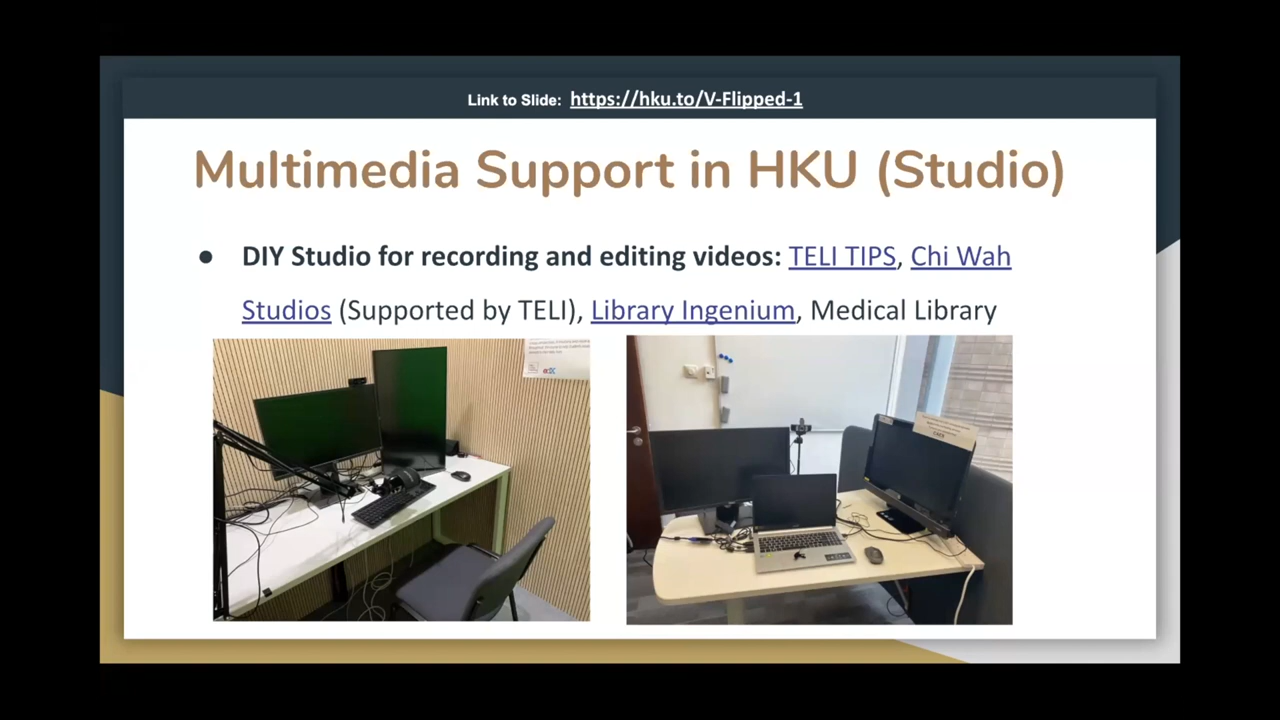 Link to Slide: https://hku.to/V-Flipped-1
Multimedia Support in HKU (Studio)
● DIY Studio for recording and editing videos: TELI TIPS, Chi Wah
Studios (Supported by TELI), Library Ingenium, Medical Library